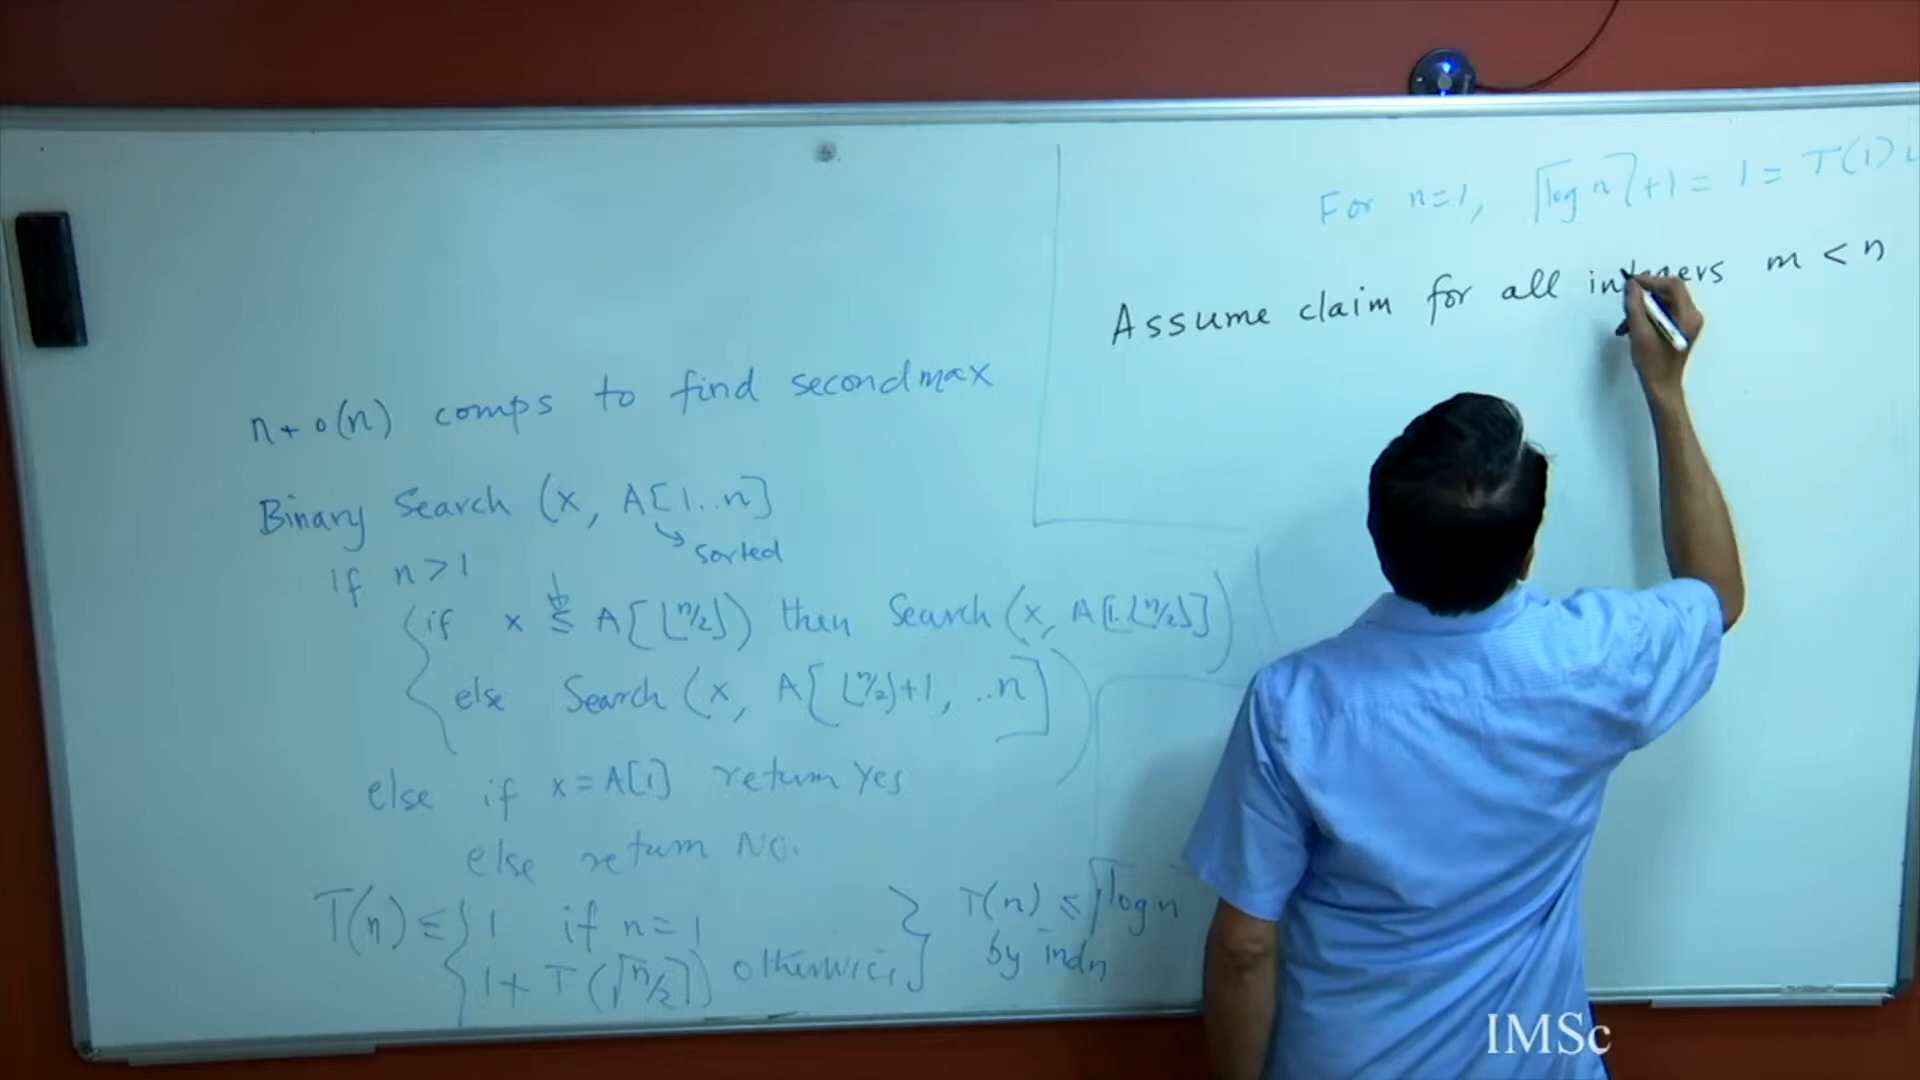 n + o(n) comps to find secondmax
Binary Search (x, A[1..n]
sorted
if n > 1
if x ≤ A[⌊n/2⌋) then Search (x, A[1..⌊n/2⌋])
else Search (x, A[⌊n/2⌋+1, ..n]
else if x = A[1] return Yes
else return No.
T(n) ≤ { 1 if n = 1
1 + T(⌈n/2⌉) otherwise
T(n) ≤ ⌈log n
by indn
For n=1, ⌈log n⌉ + 1 = 1 = T(1)
Assume claim for all integers m < n
IMSc